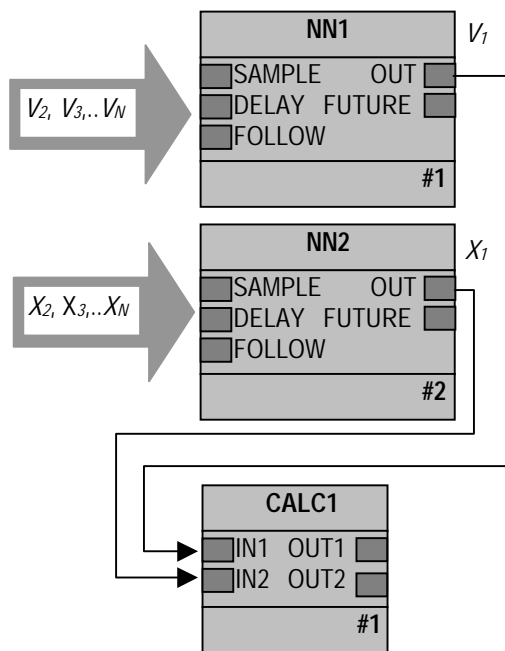 NN1
V1
SAMPLE OUT
V2, V3,..VN
DELAY FUTURE
FOLLOW
#1
NN2
X1
SAMPLE OUT
X2, X3,..XN
DELAY FUTURE
FOLLOW
#2
CALC1
IN1 OUT1
IN2 OUT2
#1